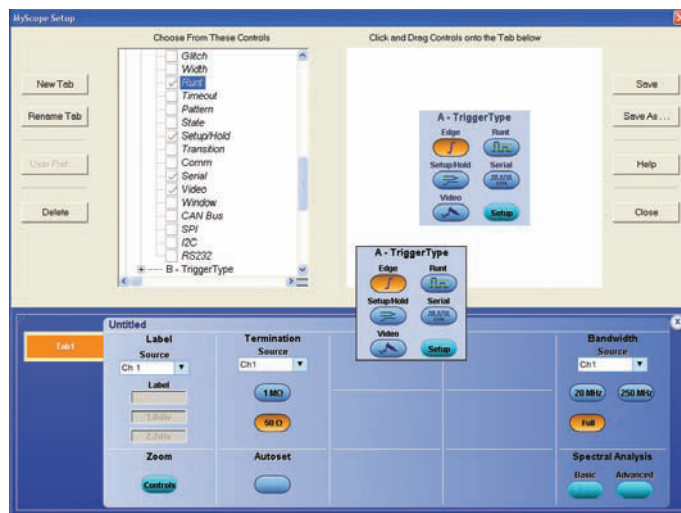 MyScope Setup
Choose From These Controls
Click and Drag Controls onto the Tab below
New Tab
Rename Tab
User Pref...
Delete
Glitch
Width
Runt
Timeout
Pattern
State
Setup/Hold
Transition
Comm
Serial
Video
Window
CAN Bus
SPI
I2C
RS232
B - TriggerType
A - TriggerType
Edge Runt
Setup/Hold Serial
Video
Setup
Save
Save As ...
Help
Close
A - TriggerType
Edge Runt
Setup/Hold Serial
Video
Setup
Tab1
Untitled
Label
Source
Ch 1
Label
1.8div
2.2div
Zoom
Controls
Termination
Source
Ch1
1 MΩ
50 Ω
Autoset
Bandwidth
Source
Ch1
20 MHz 250 MHz
Full
Spectral Analysis
Basic Advanced